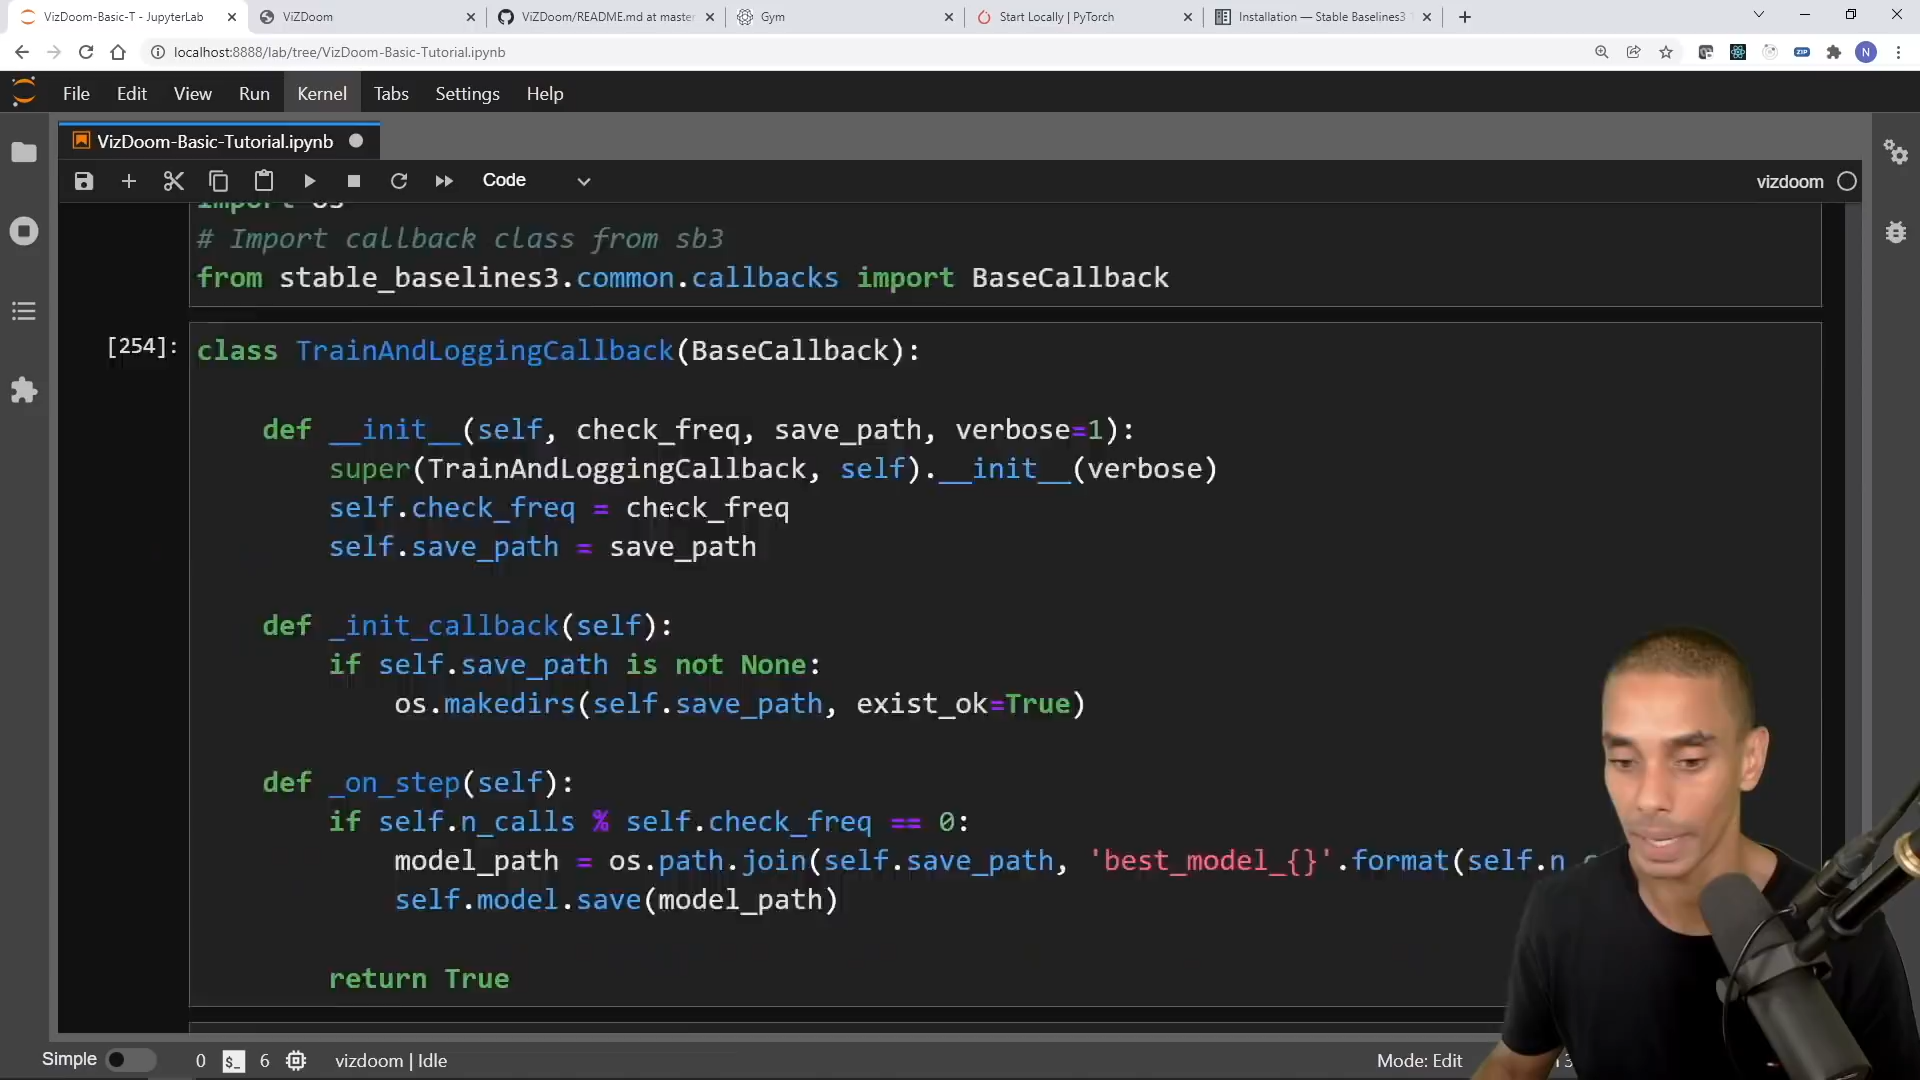 VizDoom-Basic-T - JupyterLab
ViZDoom
ViZDoom/README.md at master
Gym
Start Locally | PyTorch
Installation — Stable Baselines3
localhost:8888/lab/tree/VizDoom-Basic-Tutorial.ipynb
ZIP
N
File Edit View Run Kernel Tabs Settings Help
VizDoom-Basic-Tutorial.ipynb
Code
vizdoom
import os
# Import callback class from sb3
from stable_baselines3.common.callbacks import BaseCallback
[254]:
class TrainAndLoggingCallback(BaseCallback):
def __init__(self, check_freq, save_path, verbose=1):
super(TrainAndLoggingCallback, self).__init__(verbose)
self.check_freq = check_freq
self.save_path = save_path
def _init_callback(self):
if self.save_path is not None:
os.makedirs(self.save_path, exist_ok=True)
def _on_step(self):
if self.n_calls % self.check_freq == 0:
model_path = os.path.join(self.save_path, 'best_model_{}'.format(self.n
self.model.save(model_path)
return True
Simple 0 $_ 6 vizdoom | Idle Mode: Edit